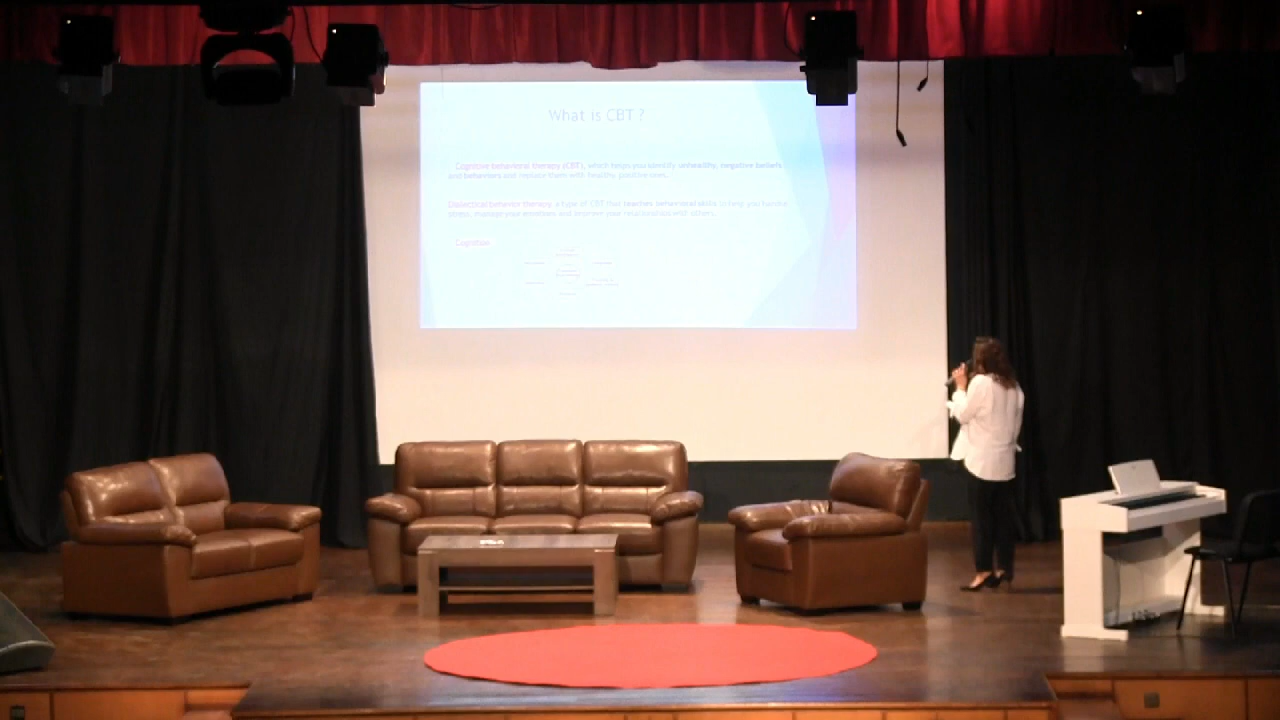 What is CBT ?
Cognitive behavioral therapy (CBT), which helps you identify unhealthy, negative beliefs
and behaviors and replace them with healthy, positive ones.
Dialectical behavior therapy a type of CBT that teaches behavioral skills to help you handle
stress, manage your emotions and improve your relationships with others.
Cognitive